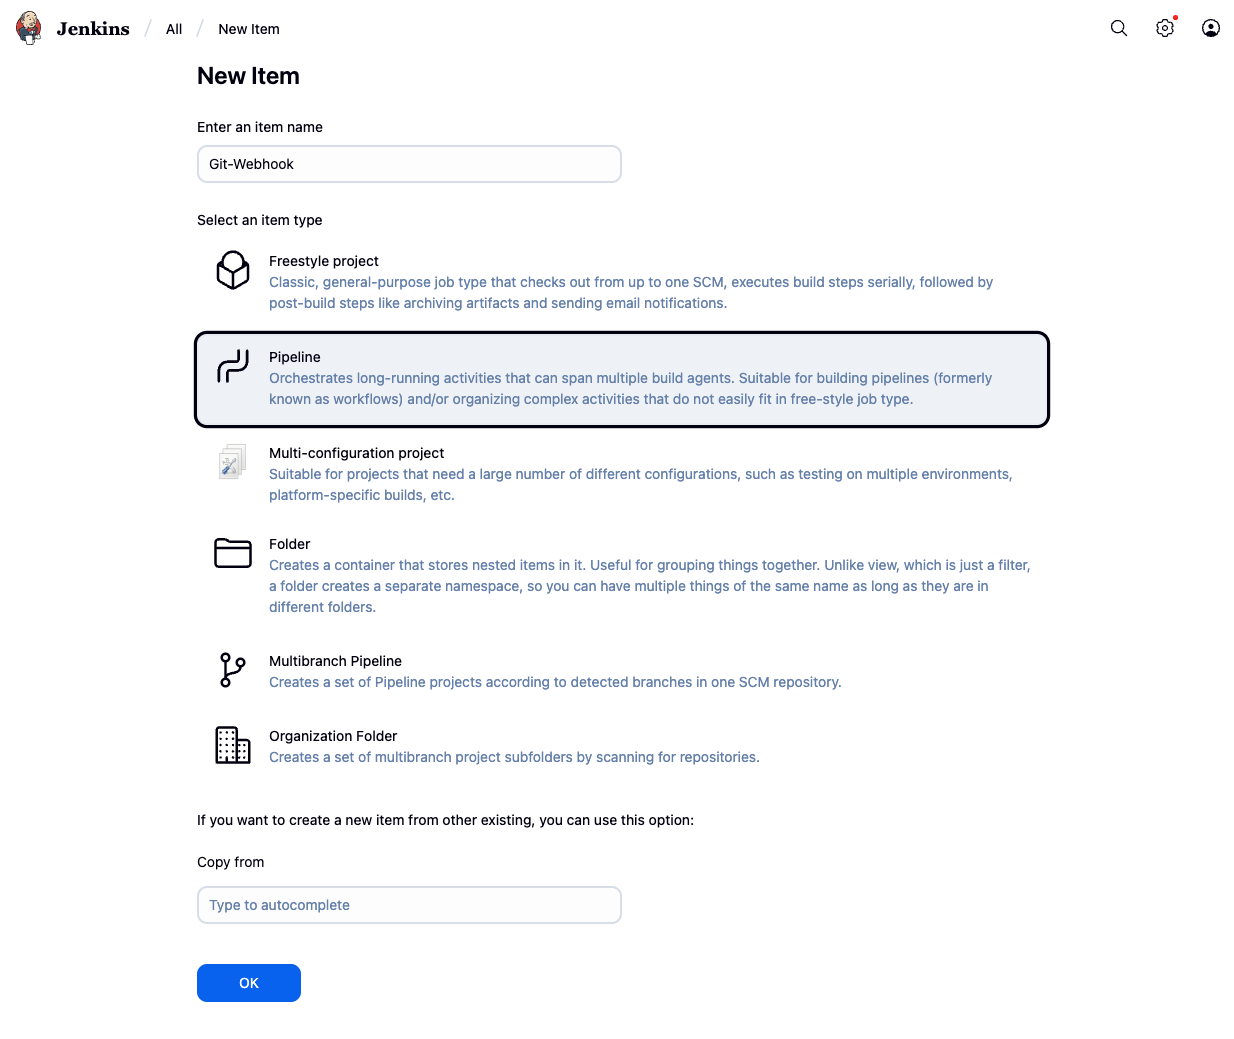 Jenkins / All / New Item
New Item
Enter an item name
Git-Webhook
Select an item type
Freestyle project
Classic, general-purpose job type that checks out from up to one SCM, executes build steps serially, followed by
post-build steps like archiving artifacts and sending email notifications.
Pipeline
Orchestrates long-running activities that can span multiple build agents. Suitable for building pipelines (formerly
known as workflows) and/or organizing complex activities that do not easily fit in free-style job type.
Multi-configuration project
Suitable for projects that need a large number of different configurations, such as testing on multiple environments,
platform-specific builds, etc.
Folder
Creates a container that stores nested items in it. Useful for grouping things together. Unlike view, which is just a filter,
a folder creates a separate namespace, so you can have multiple things of the same name as long as they are in
different folders.
Multibranch Pipeline
Creates a set of Pipeline projects according to detected branches in one SCM repository.
Organization Folder
Creates a set of multibranch project subfolders by scanning for repositories.
If you want to create a new item from other existing, you can use this option:
Copy from
Type to autocomplete
OK